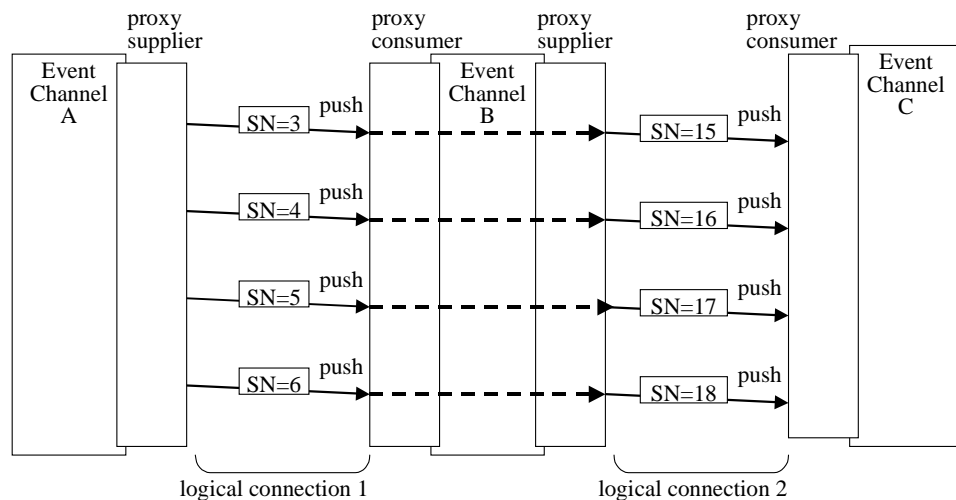 proxy
supplier
proxy
consumer
proxy
supplier
proxy
consumer
Event
Channel
A
Event
Channel
B
Event
Channel
C
SN=3
push
SN=15
push
SN=4
push
SN=16
push
SN=5
push
SN=17
push
SN=6
push
SN=18
push
logical connection 1
logical connection 2